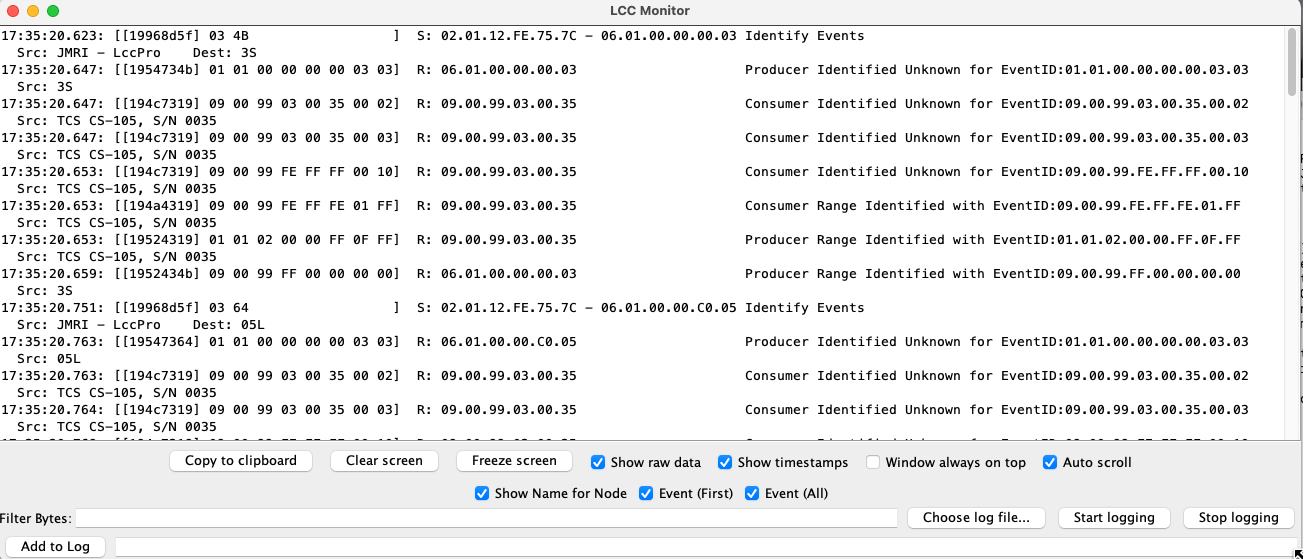 LCC Monitor
17:35:20.623: [[19968d5f] 03 4B                  ]  S: 02.01.12.FE.75.7C – 06.01.00.00.00.03 Identify Events
  Src: JMRI – LccPro    Dest: 3S
17:35:20.647: [[1954734b] 01 01 00 00 00 00 03 03]  R: 06.01.00.00.00.03                     Producer Identified Unknown for EventID:01.01.00.00.00.00.03.03
  Src: 3S
17:35:20.647: [[194c7319] 09 00 99 03 00 35 00 02]  R: 09.00.99.03.00.35                     Consumer Identified Unknown for EventID:09.00.99.03.00.35.00.02
  Src: TCS CS-105, S/N 0035
17:35:20.647: [[194c7319] 09 00 99 03 00 35 00 03]  R: 09.00.99.03.00.35                     Consumer Identified Unknown for EventID:09.00.99.03.00.35.00.03
  Src: TCS CS-105, S/N 0035
17:35:20.653: [[194c7319] 09 00 99 FE FF FF 00 10]  R: 09.00.99.03.00.35                     Consumer Identified Unknown for EventID:09.00.99.FE.FF.FF.00.10
  Src: TCS CS-105, S/N 0035
17:35:20.653: [[194a4319] 09 00 99 FE FF FE 01 FF]  R: 09.00.99.03.00.35                     Consumer Range Identified with EventID:09.00.99.FE.FF.FE.01.FF
  Src: TCS CS-105, S/N 0035
17:35:20.653: [[19524319] 01 01 02 00 00 FF 0F FF]  R: 09.00.99.03.00.35                     Producer Range Identified with EventID:01.01.02.00.00.FF.0F.FF
  Src: TCS CS-105, S/N 0035
17:35:20.659: [[1952434b] 09 00 99 FF 00 00 00 00]  R: 06.01.00.00.00.03                     Producer Range Identified with EventID:09.00.99.FF.00.00.00.00
  Src: 3S
17:35:20.751: [[19968d5f] 03 64                  ]  S: 02.01.12.FE.75.7C – 06.01.00.00.C0.05 Identify Events
  Src: JMRI – LccPro    Dest: 05L
17:35:20.763: [[19547364] 01 01 00 00 00 00 03 03]  R: 06.01.00.00.C0.05                     Producer Identified Unknown for EventID:01.01.00.00.00.00.03.03
  Src: 05L
17:35:20.763: [[194c7319] 09 00 99 03 00 35 00 02]  R: 09.00.99.03.00.35                     Consumer Identified Unknown for EventID:09.00.99.03.00.35.00.02
  Src: TCS CS-105, S/N 0035
17:35:20.764: [[194c7319] 09 00 99 03 00 35 00 03]  R: 09.00.99.03.00.35                     Consumer Identified Unknown for EventID:09.00.99.03.00.35.00.03
  Src: TCS CS-105, S/N 0035
Copy to clipboard Clear screen Freeze screen Show raw data Show timestamps Window always on top Auto scroll
Show Name for Node Event (First) Event (All)
Filter Bytes: Choose log file... Start logging Stop logging
Add to Log